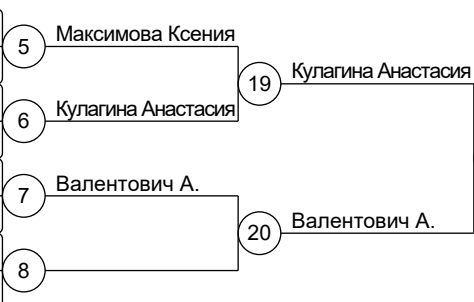 5 Максимова Ксения
19 Кулагина Анастасия
6 Кулагина Анастасия
7 Валентович А.
20 Валентович А.
8